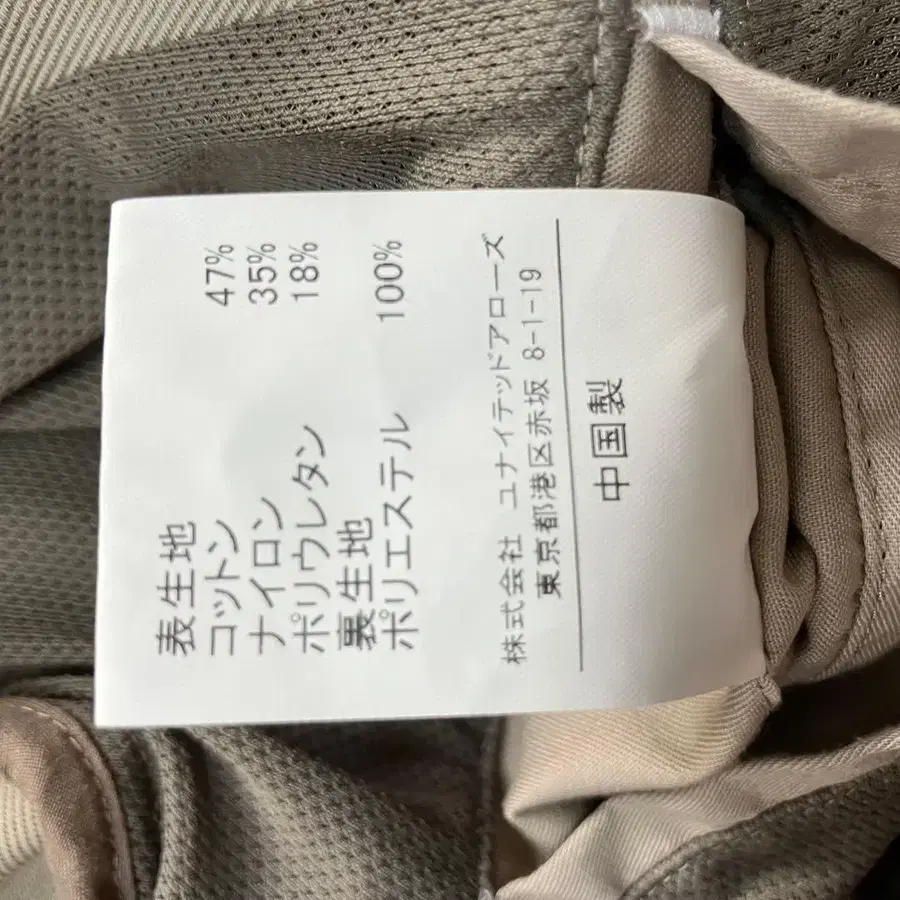 表生地
コットン 47%
ナイロン 35%
ポリウレタン 18%
裏生地
ポリエステル 100%
株式会社 ユナイテッドアローズ
東京都港区赤坂 8-1-19
中国製